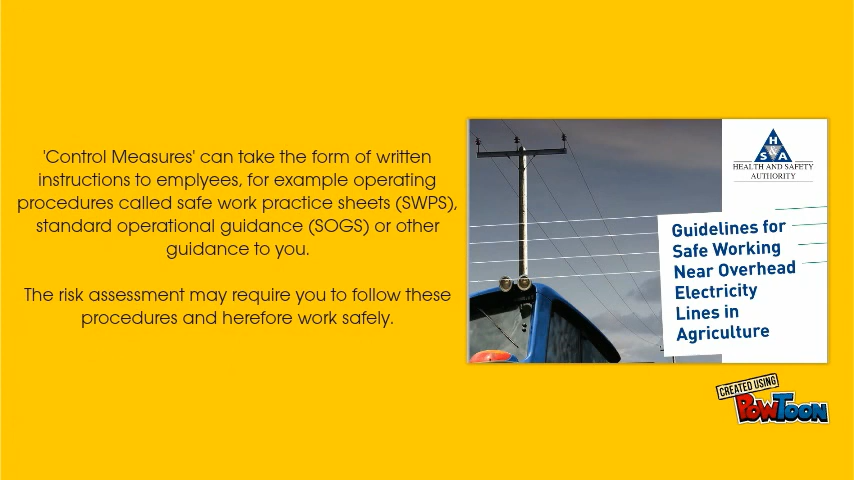 'Control Measures' can take the form of written
instructions to emplyees, for example operating
procedures called safe work practice sheets (SWPS),
standard operational guidance (SOGS) or other
guidance to you.
The risk assessment may require you to follow these
procedures and herefore work safely.
H
&
S A
HEALTH AND SAFETY
AUTHORITY
Guidelines for
Safe Working
Near Overhead
Electricity
Lines in
Agriculture
CREATED USING
POWTOON